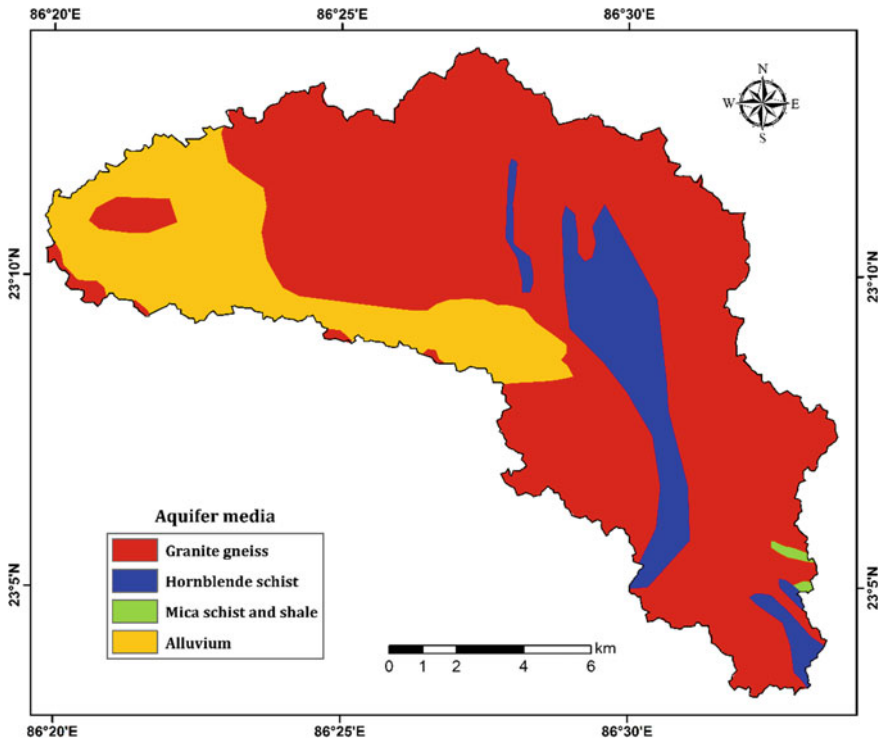 86°20'E 86°25'E 86°30'E
N
W E
S
23°10'N 23°10'N
Aquifer media
Granite gneiss
Hornblende schist
Mica schist and shale
Alluvium
23°5'N 23°5'N
km
0 1 2 4 6
86°20'E 86°25'E 86°30'E